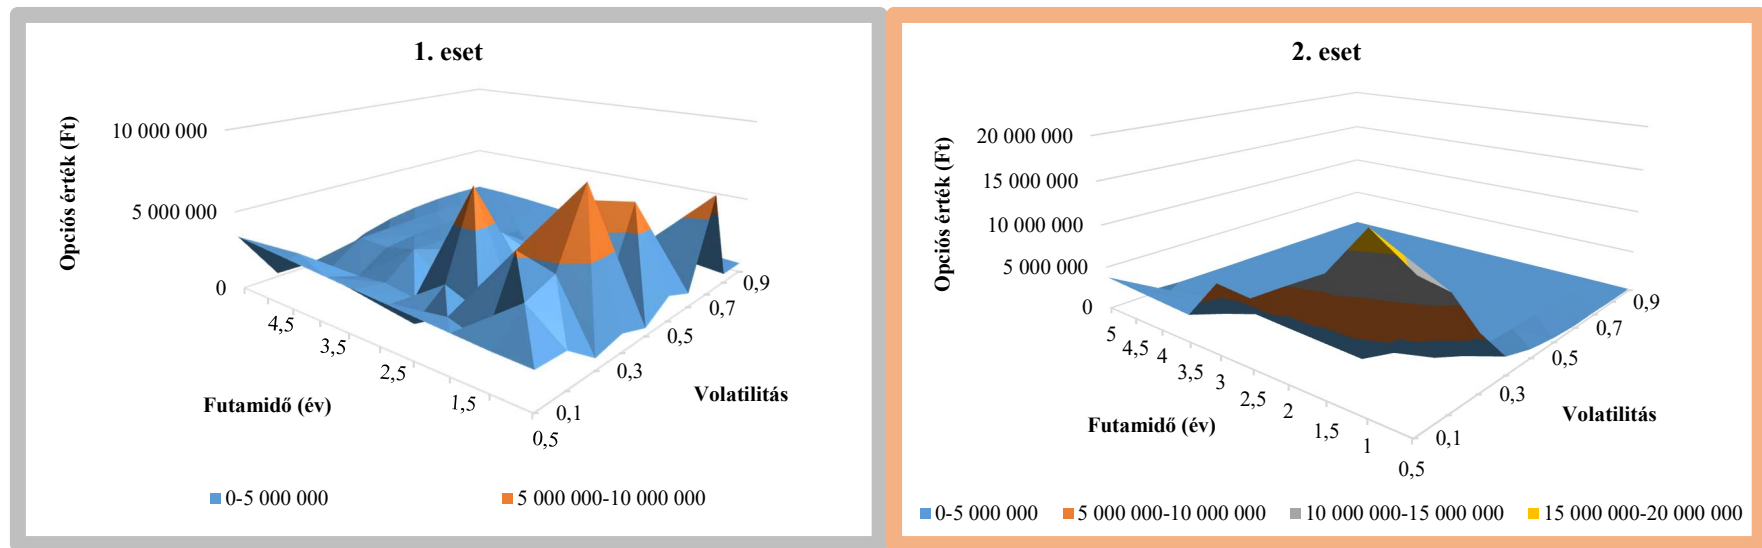 1. eset
Opciós érték (Ft)
10 000 000
5 000 000
0
4,5
3,5
2,5
1,5
0,5
Futamidő (év)
0,1
0,3
0,5
0,7
0,9
Volatilitás
0-5 000 000
5 000 000-10 000 000
2. eset
Opciós érték (Ft)
20 000 000
15 000 000
10 000 000
5 000 000
0
5
4,5
4
3,5
3
2,5
2
1,5
1
0,5
Futamidő (év)
0,1
0,3
0,5
0,7
0,9
Volatilitás
0-5 000 000
5 000 000-10 000 000
10 000 000-15 000 000
15 000 000-20 000 000